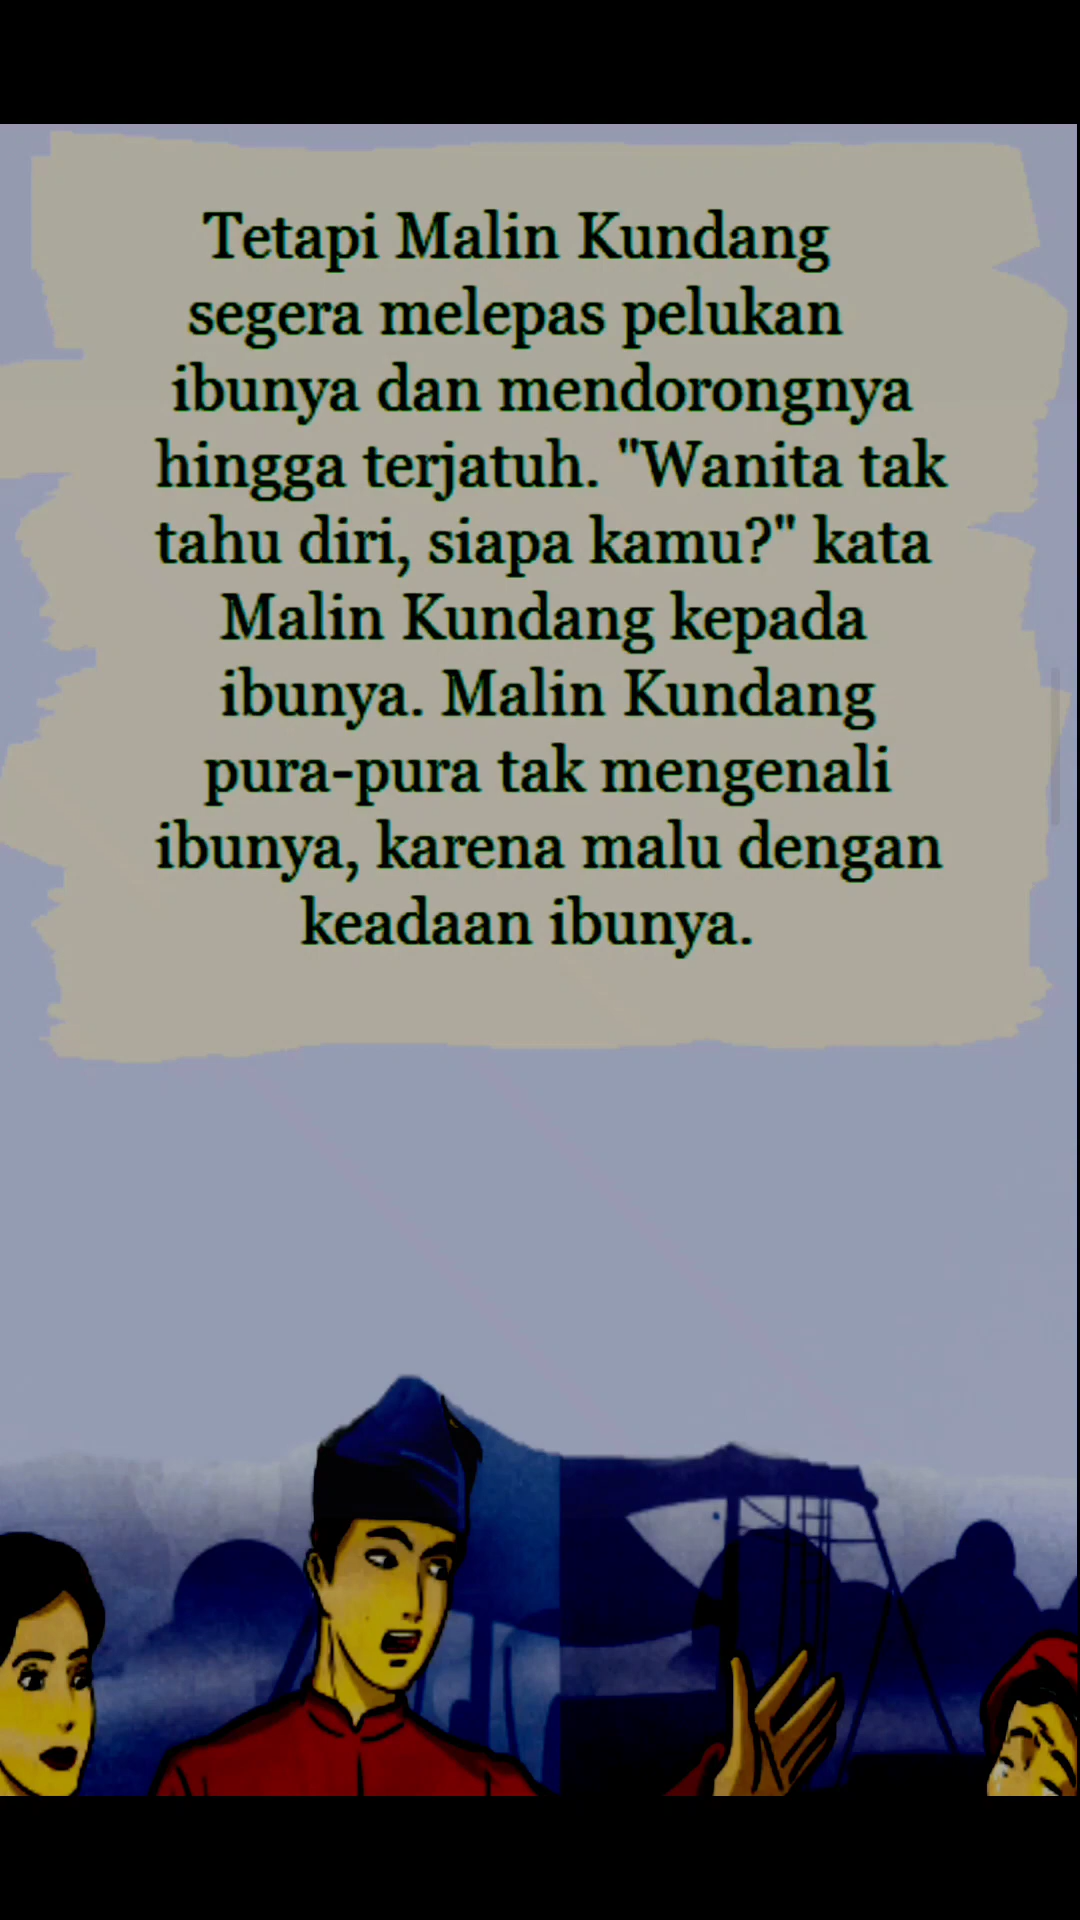 Tetapi Malin Kundang
segera melepas pelukan
ibunya dan mendorongnya
hingga terjatuh. "Wanita tak
tahu diri, siapa kamu?" kata
Malin Kundang kepada
ibunya. Malin Kundang
pura-pura tak mengenali
ibunya, karena malu dengan
keadaan ibunya.